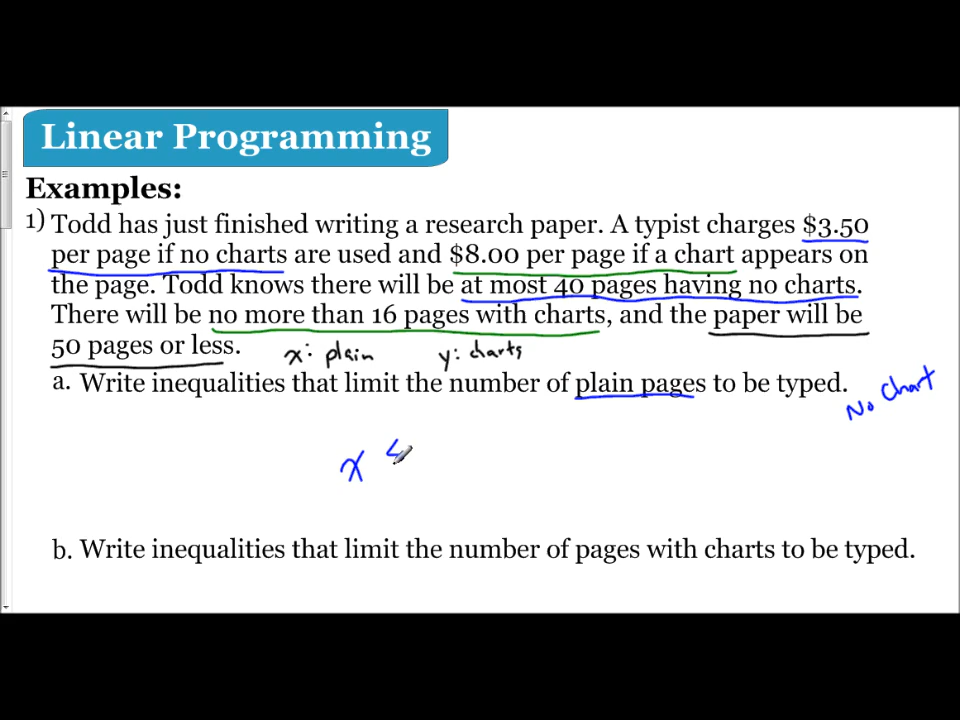 Linear Programming
Examples:
1) Todd has just finished writing a research paper. A typist charges $3.50
per page if no charts are used and $8.00 per page if a chart appears on
the page. Todd knows there will be at most 40 pages having no charts.
There will be no more than 16 pages with charts, and the paper will be
50 pages or less.
x: plain y: charts
a. Write inequalities that limit the number of plain pages to be typed.
No chart
x ≤
b. Write inequalities that limit the number of pages with charts to be typed.